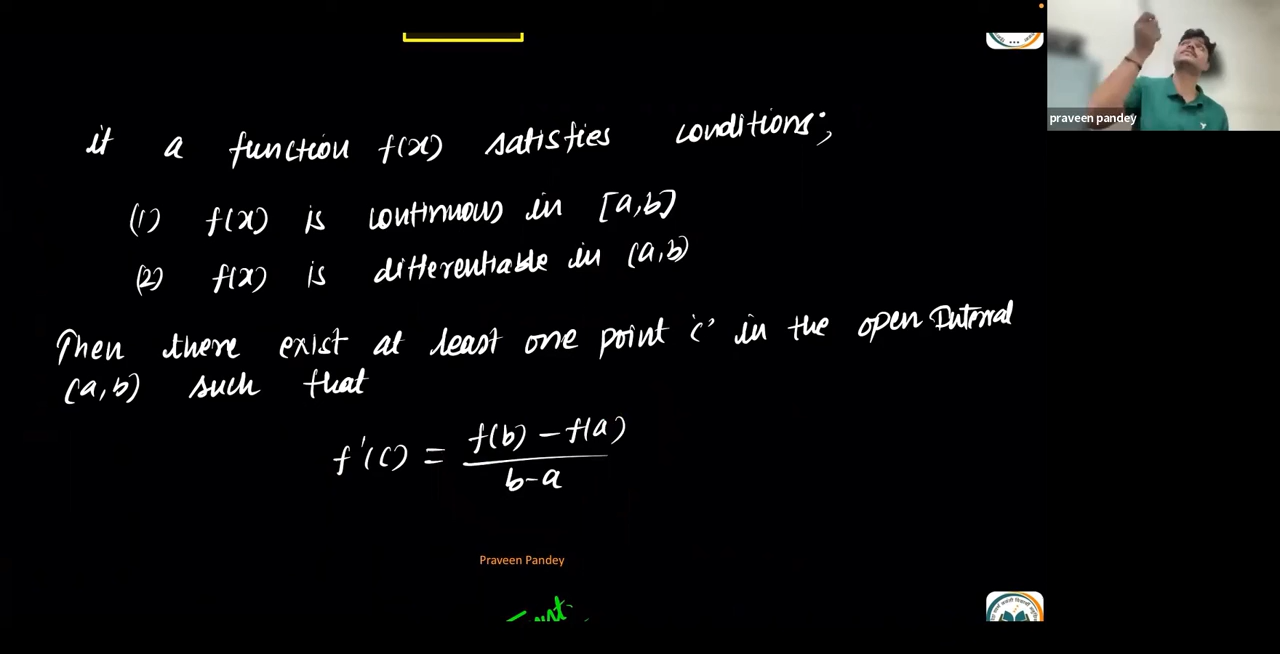 praveen pandey
if a function f(x) satisfies conditions;
(1) f(x) is continuous in [a,b]
(2) f(x) is differentiable in (a,b)
Then there exist at least one point 'c' in the open Interval
(a,b) such that
f'(c) = f(b) - f(a) / b-a
Praveen Pandey